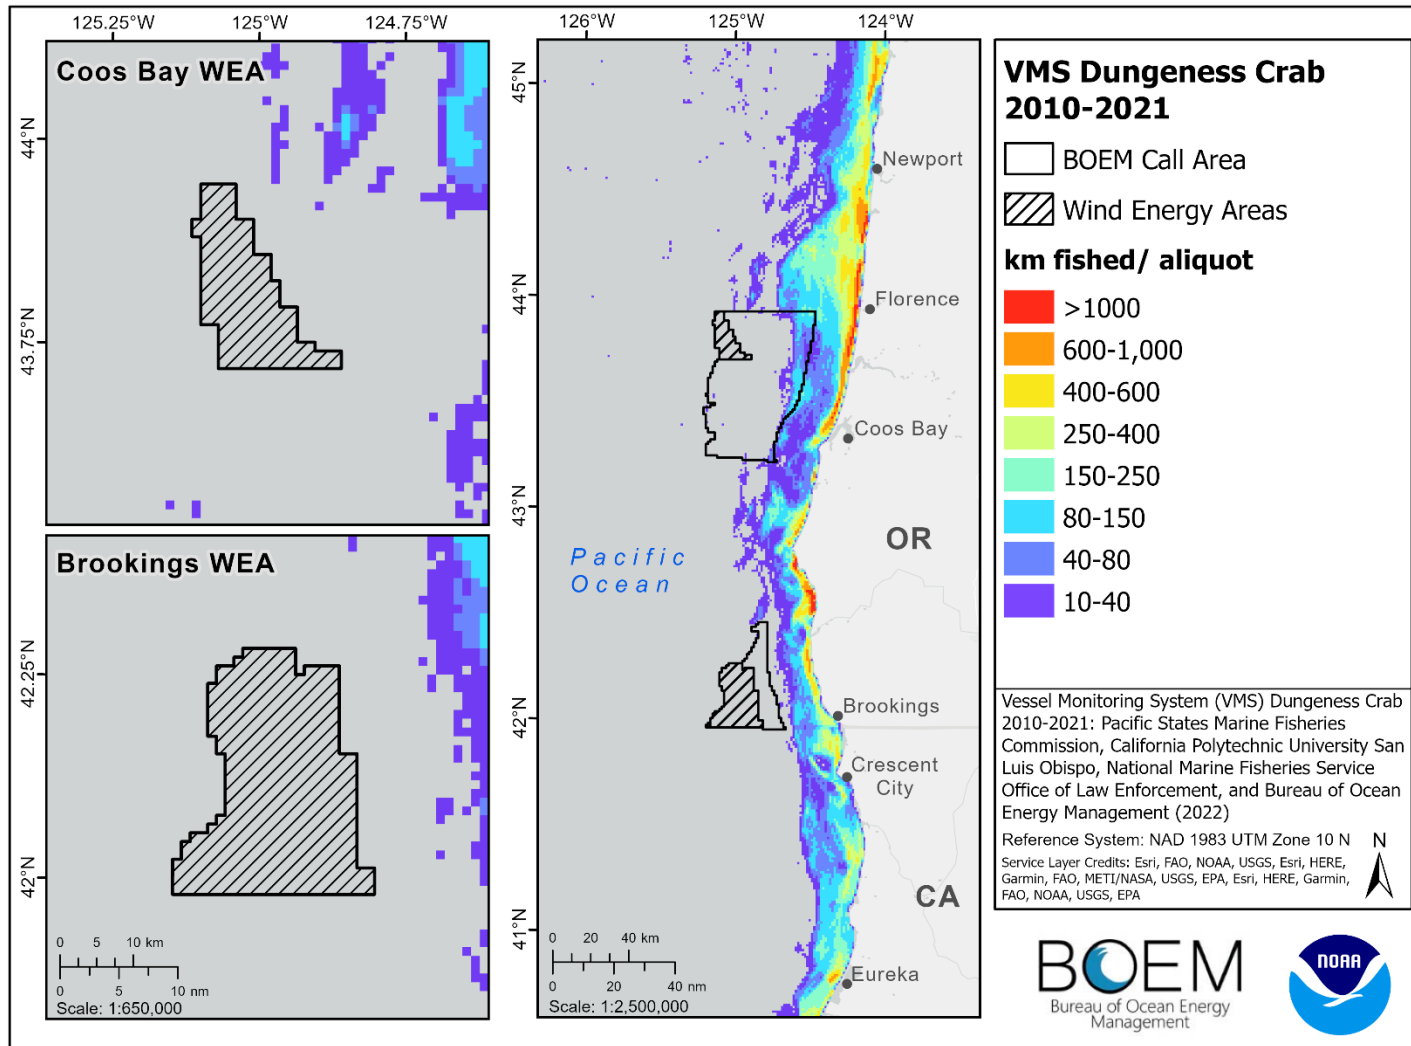 125.25°W
125°W
124.75°W
Coos Bay WEA
44°N
43.75°N
Brookings WEA
42.25°N
42°N
0 5 10 km
0 5 10 nm
Scale: 1:650,000
126°W
125°W
124°W
45°N
44°N
43°N
42°N
41°N
Newport
Florence
Coos Bay
OR
Pacific
Ocean
Brookings
Crescent
City
CA
Eureka
0 20 40 km
0 20 40 nm
Scale: 1:2,500,000
VMS Dungeness Crab
2010-2021
BOEM Call Area
Wind Energy Areas
km fished/ aliquot
>1000
600-1,000
400-600
250-400
150-250
80-150
40-80
10-40
Vessel Monitoring System (VMS) Dungeness Crab
2010-2021: Pacific States Marine Fisheries
Commission, California Polytechnic University San
Luis Obispo, National Marine Fisheries Service
Office of Law Enforcement, and Bureau of Ocean
Energy Management (2022)
Reference System: NAD 1983 UTM Zone 10 N
N
Service Layer Credits: Esri, FAO, NOAA, USGS, Esri, HERE,
Garmin, FAO, METI/NASA, USGS, EPA, Esri, HERE, Garmin,
FAO, NOAA, USGS, EPA
BOEM
Bureau of Ocean Energy
Management
NOAA